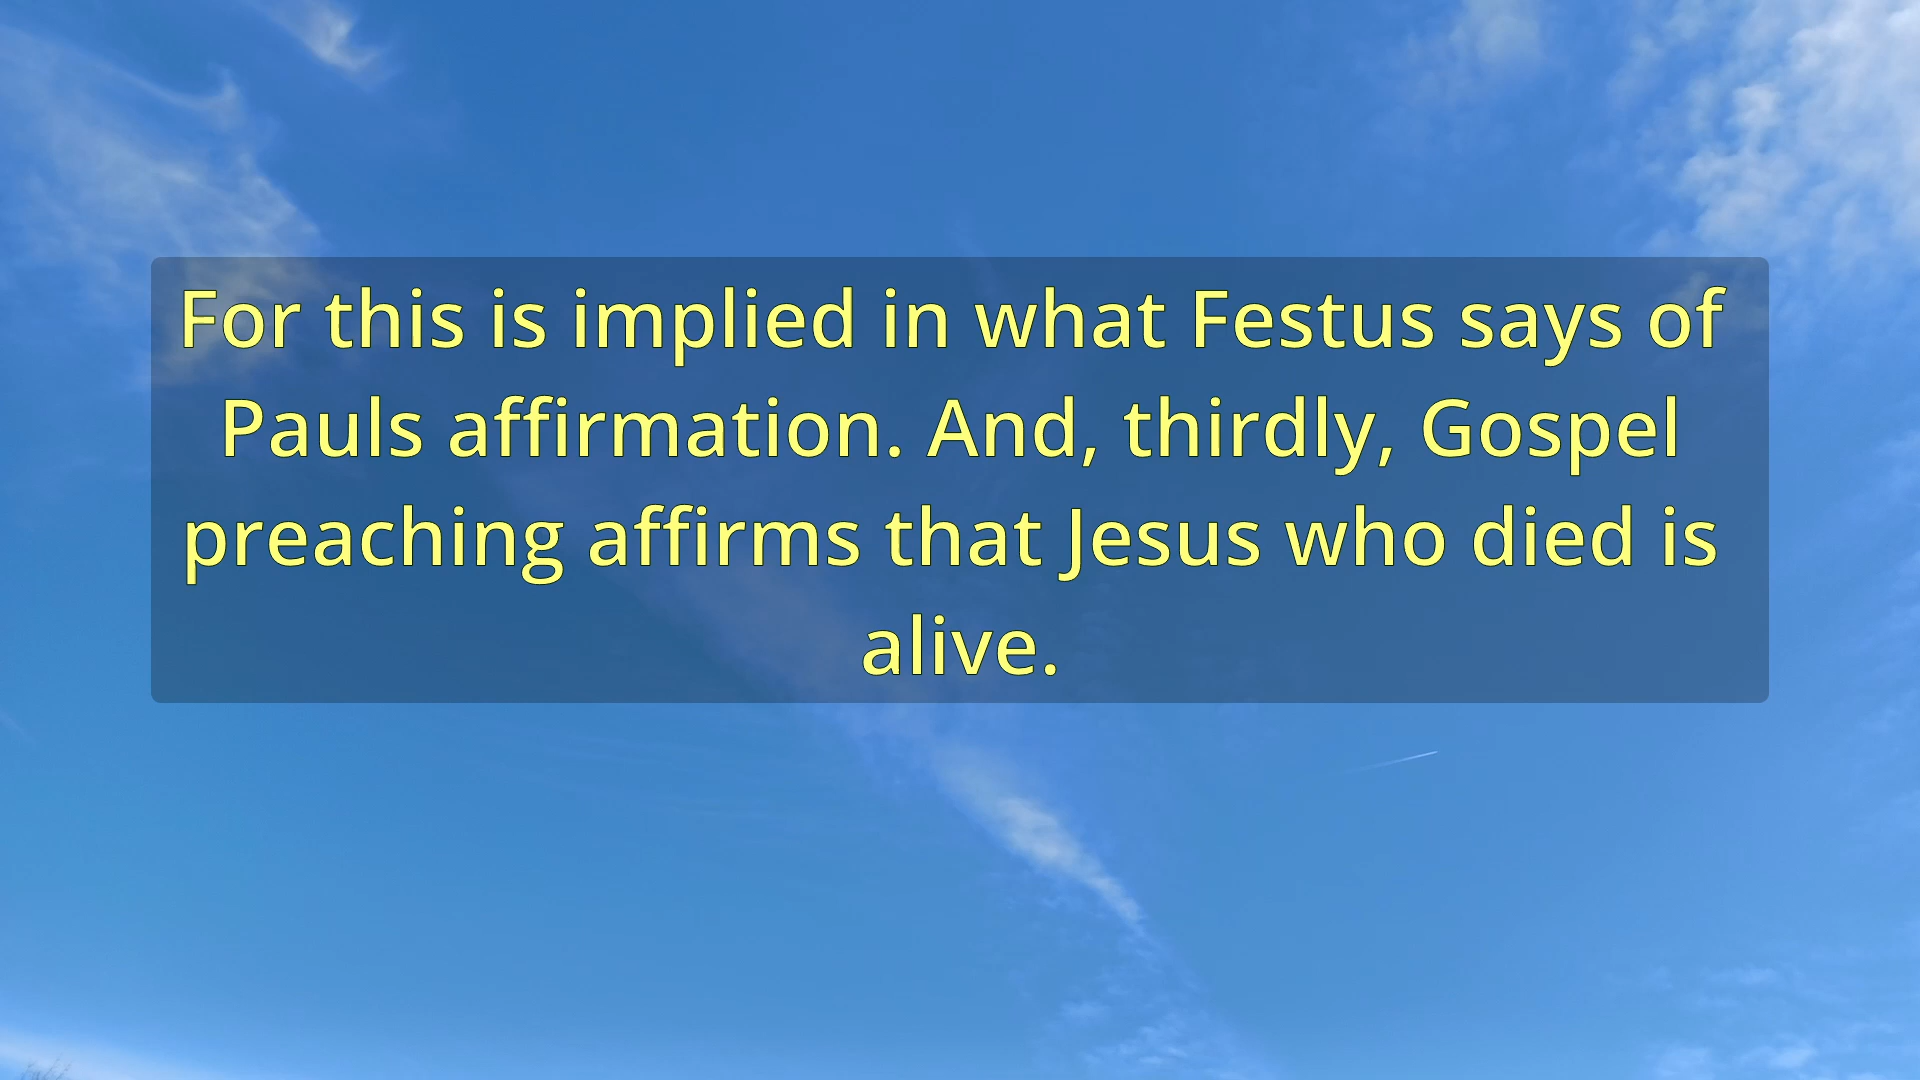 For this is implied in what Festus says of
Pauls affirmation. And, thirdly, Gospel
preaching affirms that Jesus who died is
alive.